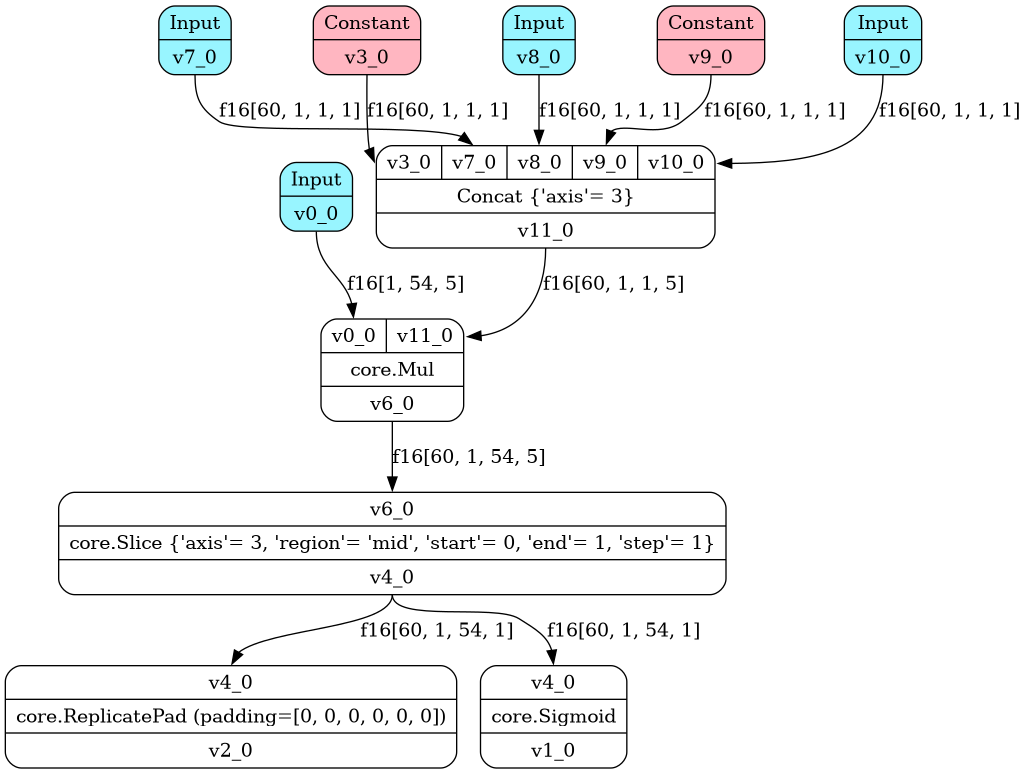 Input
v7_0
Constant
v3_0
Input
v8_0
Constant
v9_0
Input
v10_0
f16[60, 1, 1, 1]
f16[60, 1, 1, 1]
f16[60, 1, 1, 1]
f16[60, 1, 1, 1]
f16[60, 1, 1, 1]
Input
v0_0
v3_0 v7_0 v8_0 v9_0 v10_0
Concat {'axis'= 3}
v11_0
f16[1, 54, 5]
f16[60, 1, 1, 5]
v0_0 v11_0
core.Mul
v6_0
f16[60, 1, 54, 5]
v6_0
core.Slice {'axis'= 3, 'region'= 'mid', 'start'= 0, 'end'= 1, 'step'= 1}
v4_0
f16[60, 1, 54, 1]
f16[60, 1, 54, 1]
v4_0
core.ReplicatePad (padding=[0, 0, 0, 0, 0, 0])
v2_0
v4_0
core.Sigmoid
v1_0